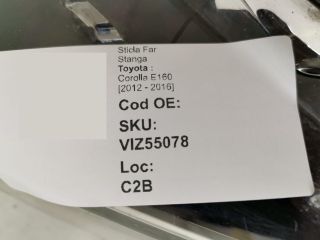 Sticla Far
Stanga
Toyota :
Corolla E160
[2012 - 2016]
Cod OE:
SKU:
VIZ55078
Loc:
C2B